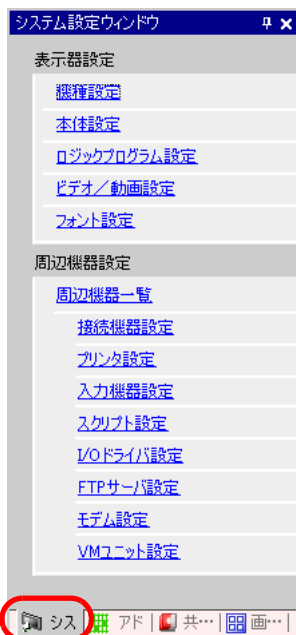 システム設定ウィンドウ
表示器設定
機種設定
本体設定
ロジックプログラム設定
ビデオ／動画設定
フォント設定
周辺機器設定
周辺機器一覧
接続機器設定
プリンタ設定
入力機器設定
スクリプト設定
I/Oドライバ設定
FTPサーバ設定
モデム設定
VMユニット設定
シス アド 共… 画…